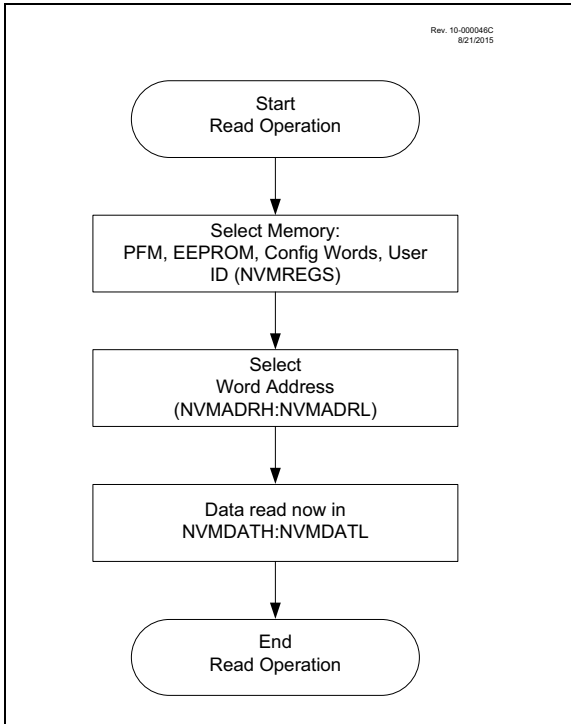 Rev. 10-000046C
8/21/2015
Start
Read Operation
Select Memory:
PFM, EEPROM, Config Words, User
ID (NVMREGS)
Select
Word Address
(NVMADRH:NVMADRL)
Data read now in
NVMDATH:NVMDATL
End
Read Operation